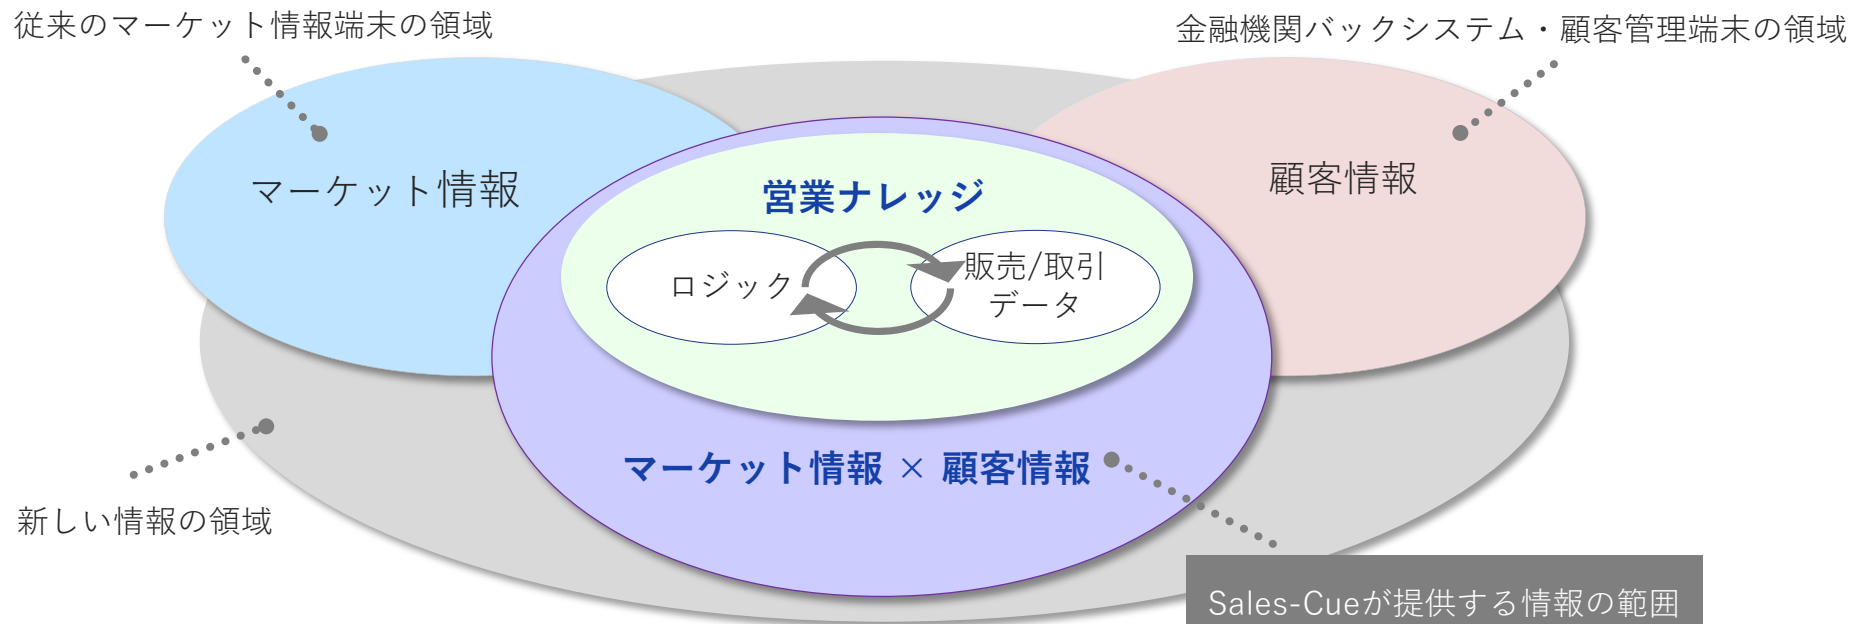 従来のマーケット情報端末の領域
金融機関バックシステム・顧客管理端末の領域
マーケット情報
顧客情報
営業ナレッジ
ロジック
販売/取引
データ
マーケット情報 × 顧客情報
新しい情報の領域
Sales-Cueが提供する情報の範囲